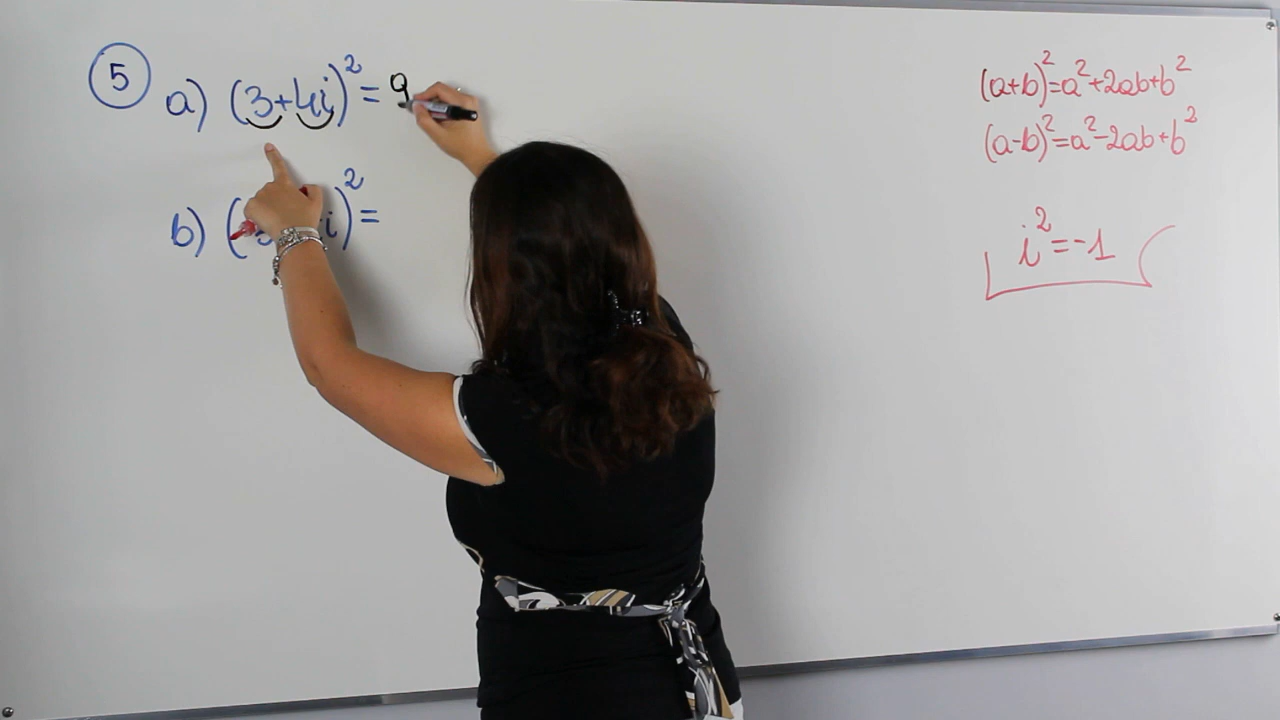 5
a) (3+4i)²= 9
b) ( i)²=
(a+b)²=a²+2ab+b²
(a-b)²=a²-2ab+b²
i²=-1